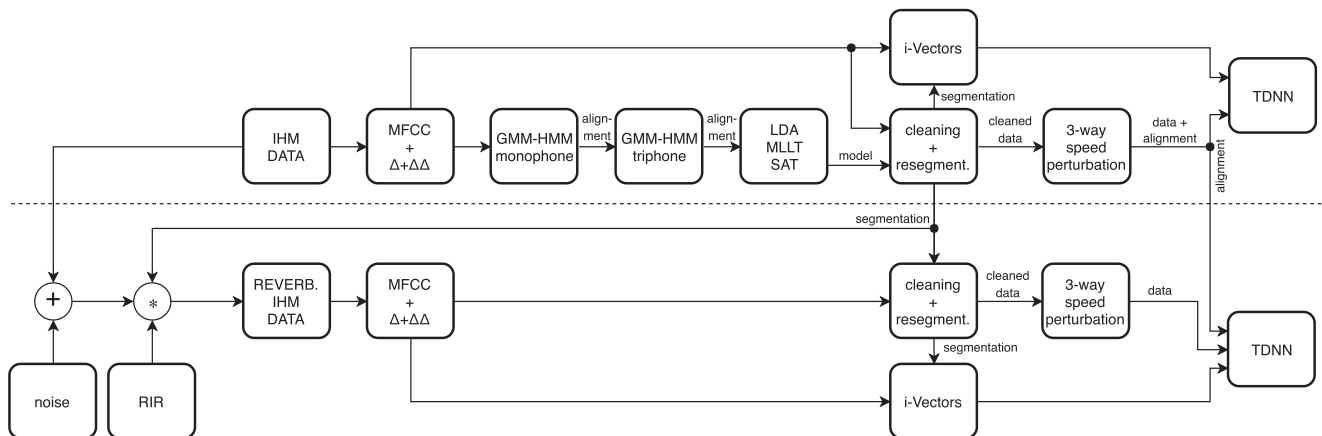 i-Vectors
segmentation
TDNN
IHM
DATA
MFCC
+
Δ+ΔΔ
GMM-HMM
monophone
align-
ment
GMM-HMM
triphone
align-
ment
LDA
MLLT
SAT
model
cleaning
+
resegment.
cleaned
data
3-way
speed
perturbation
data +
alignment
alignment
segmentation
+
*
REVERB.
IHM
DATA
MFCC
+
Δ+ΔΔ
cleaning
+
resegment.
cleaned
data
3-way
speed
perturbation
data
TDNN
segmentation
noise
RIR
i-Vectors